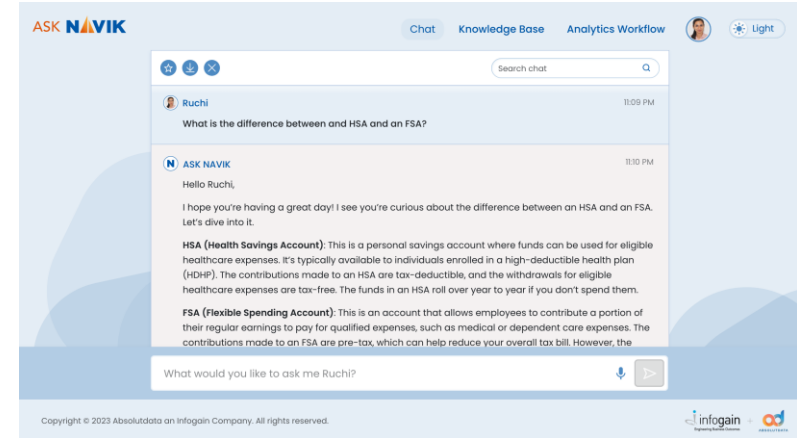 ASK NAVIK
Chat Knowledge Base Analytics Workflow Light
Search chat
Ruchi 11:09 PM
What is the difference between and HSA and an FSA?
N ASK NAVIK 11:10 PM
Hello Ruchi,
I hope you're having a great day! I see you're curious about the difference between an HSA and an FSA.
Let's dive into it.
HSA (Health Savings Account): This is a personal savings account where funds can be used for eligible
healthcare expenses. It's typically available to individuals enrolled in a high-deductible health plan
(HDHP). The contributions made to an HSA are tax-deductible, and the withdrawals for eligible
healthcare expenses are tax-free. The funds in an HSA roll over year to year if you don't spend them.
FSA (Flexible Spending Account): This is an account that allows employees to contribute a portion of
their regular earnings to pay for qualified expenses, such as medical or dependent care expenses. The
contributions made to an FSA are pre-tax, which can help reduce your overall tax bill. However, the
What would you like to ask me Ruchi?
Copyright © 2023 Absolutdata an Infogain Company. All rights reserved.
infogain
Engineering Business Outcomes
ABSOLUTDATA